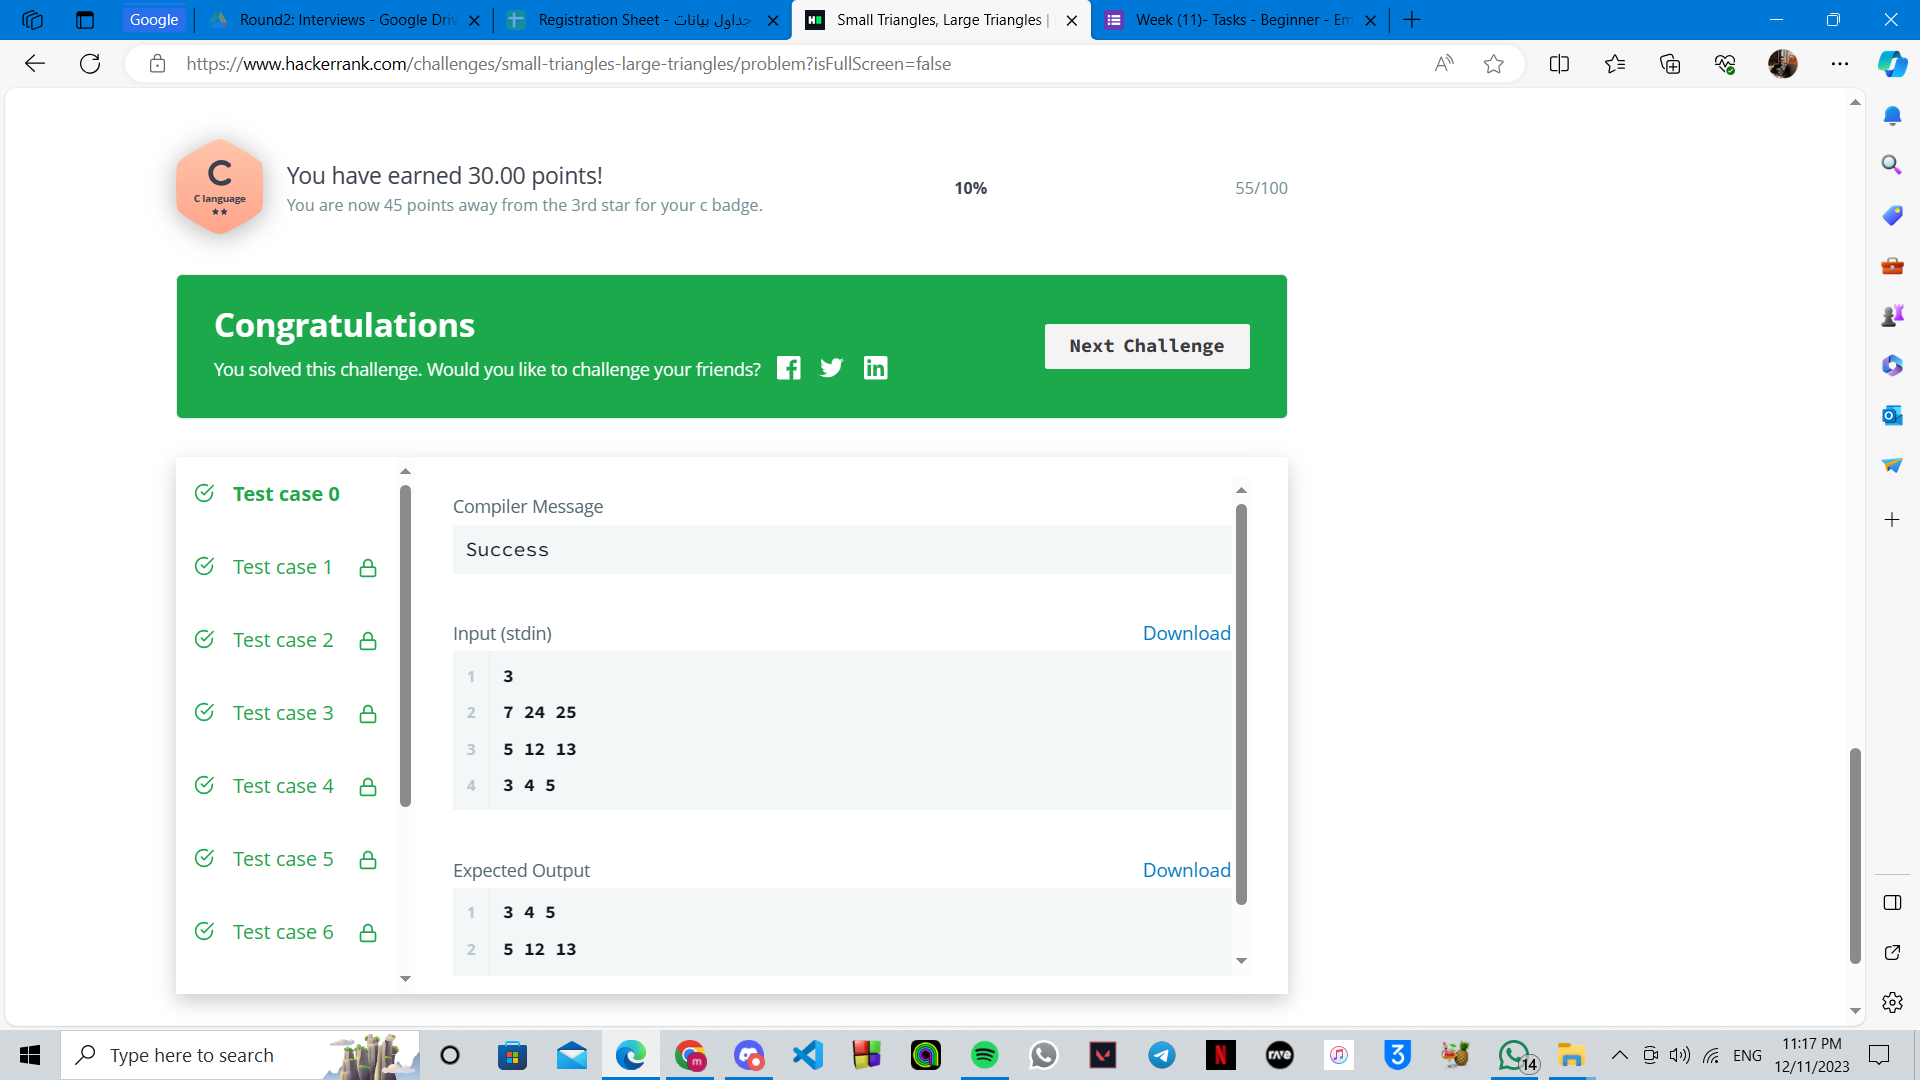 Google
Round2: Interviews - Google Driv
Registration Sheet - جداول بيانات
Small Triangles, Large Triangles |
Week (11)- Tasks - Beginner - Em
https://www.hackerrank.com/challenges/small-triangles-large-triangles/problem?isFullScreen=false
C
C language
You have earned 30.00 points!
You are now 45 points away from the 3rd star for your c badge.
10%
55/100
Congratulations
You solved this challenge. Would you like to challenge your friends?
Next Challenge
Test case 0
Test case 1
Test case 2
Test case 3
Test case 4
Test case 5
Test case 6
Compiler Message
Success
Input (stdin)
Download
1 3
2 7 24 25
3 5 12 13
4 3 4 5
Expected Output
Download
1 3 4 5
2 5 12 13
Type here to search
14
ENG
11:17 PM
12/11/2023